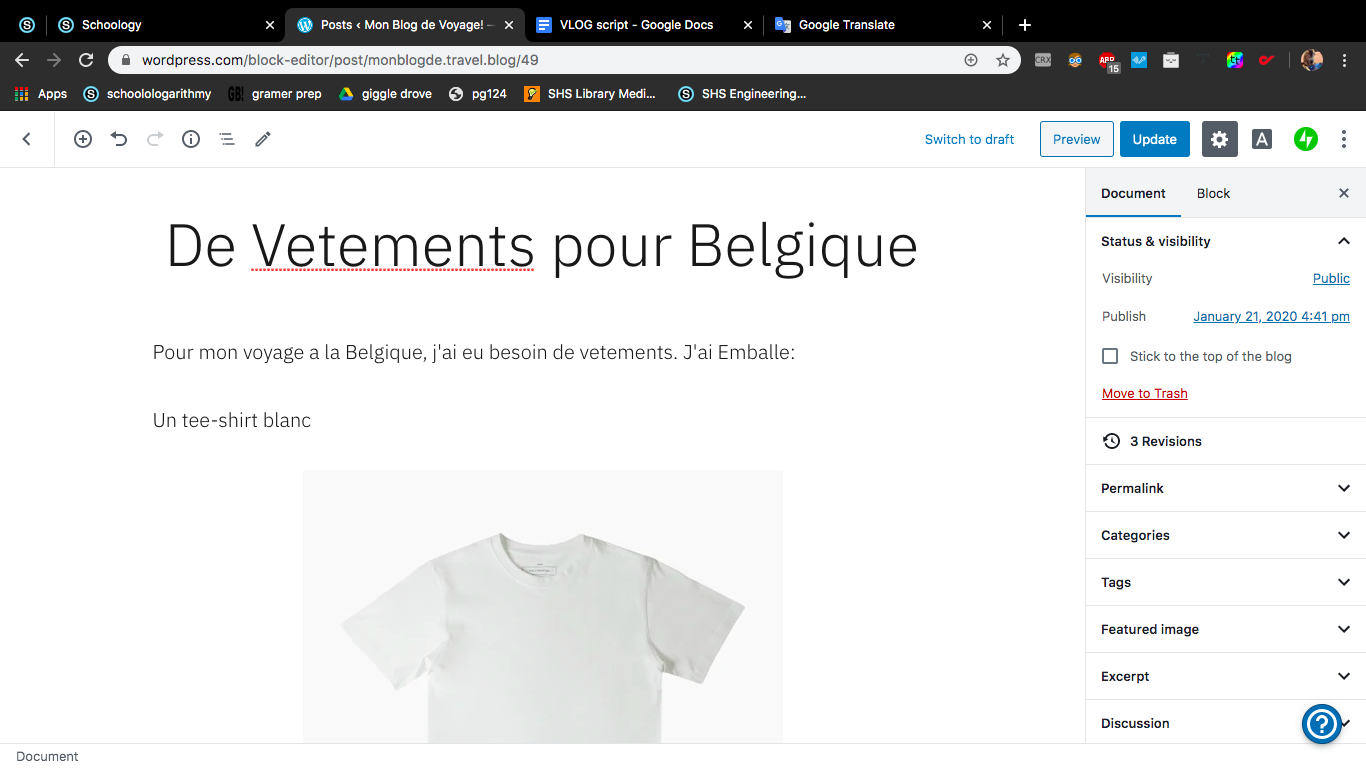 Schoology
Posts ‹ Mon Blog de Voyage! —
VLOG script - Google Docs
Google Translate
wordpress.com/block-editor/post/monblogde.travel.blog/49
CRX
ABP
15
Apps
schoolologarithmy
GB!
gramer prep
giggle drove
pg124
SHS Library Medi...
SHS Engineering...
Switch to draft
Preview
Update
A
De Vetements pour Belgique
Pour mon voyage a la Belgique, j'ai eu besoin de vetements. J'ai Emballe:
Un tee-shirt blanc
Document
Block
Status & visibility
Visibility
Public
Publish
January 21, 2020 4:41 pm
Stick to the top of the blog
Move to Trash
3 Revisions
Permalink
Categories
Tags
Featured image
Excerpt
Discussion
Document